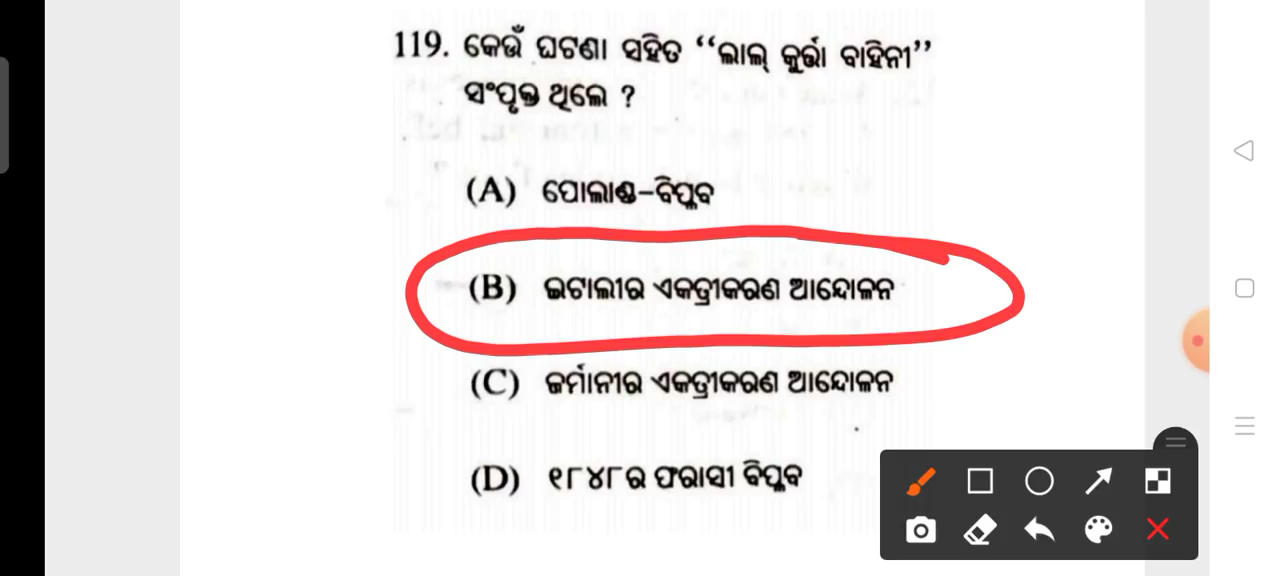 119. କେଉଁ ଘଟଣା ସହିତ “ଲାଲ୍ କୁର୍ତ୍ତା ବାହିନୀ”
ସଂପୃକ୍ତ ଥିଲେ ?
(A) ପୋଲାଣ୍ଡ–ବିପ୍ଳବ
(B) ଇଟାଲୀର ଏକତ୍ରୀକରଣ ଆନ୍ଦୋଳନ
(C) ଜର୍ମାନୀର ଏକତ୍ରୀକରଣ ଆନ୍ଦୋଳନ
(D) ୧୮୪୮ର ଫରାସୀ ବିପ୍ଳବ